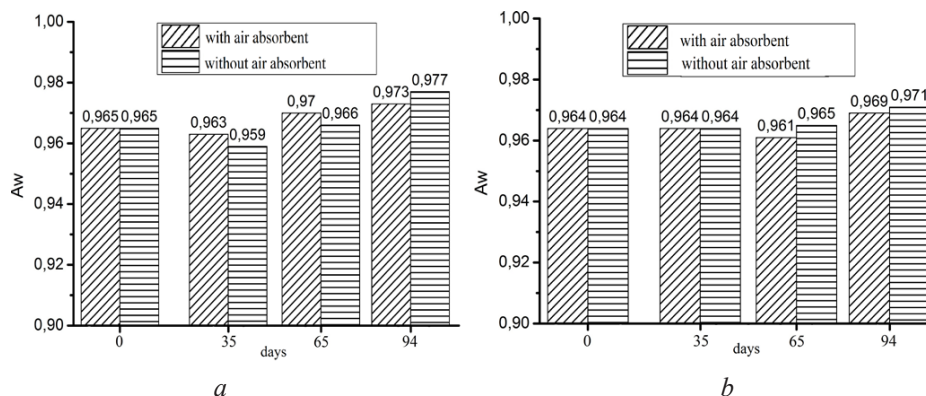 1,00
0,98
0,96
0,94
0,92
0,90
Aw
with air absorbent
without air absorbent
0,965 0,965
0,963 0,959
0,97 0,966
0,973 0,977
0 35 65 94
days
a
1,00
0,98
0,96
0,94
0,92
0,90
Aw
with air absorbent
without air absorbent
0,964 0,964
0,964 0,964
0,961 0,965
0,969 0,971
0 35 65 94
days
b